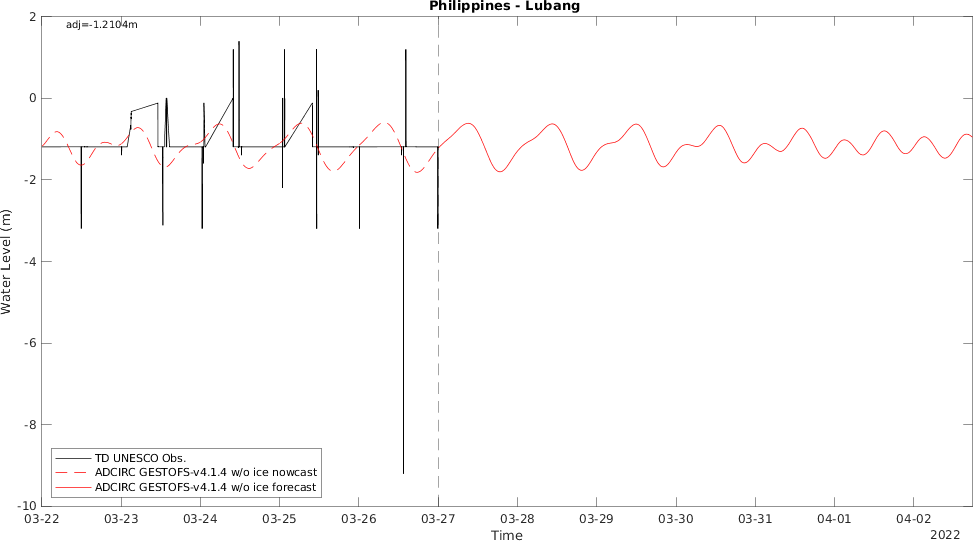 Philippines - Lubang
adj=-1.2104m
2
0
-2
-4
-6
-8
-10
Water Level (m)
TD UNESCO Obs.
ADCIRC GESTOFS-v4.1.4 w/o ice nowcast
ADCIRC GESTOFS-v4.1.4 w/o ice forecast
03-22 03-23 03-24 03-25 03-26 03-27 03-28 03-29 03-30 03-31 04-01 04-02
Time
2022